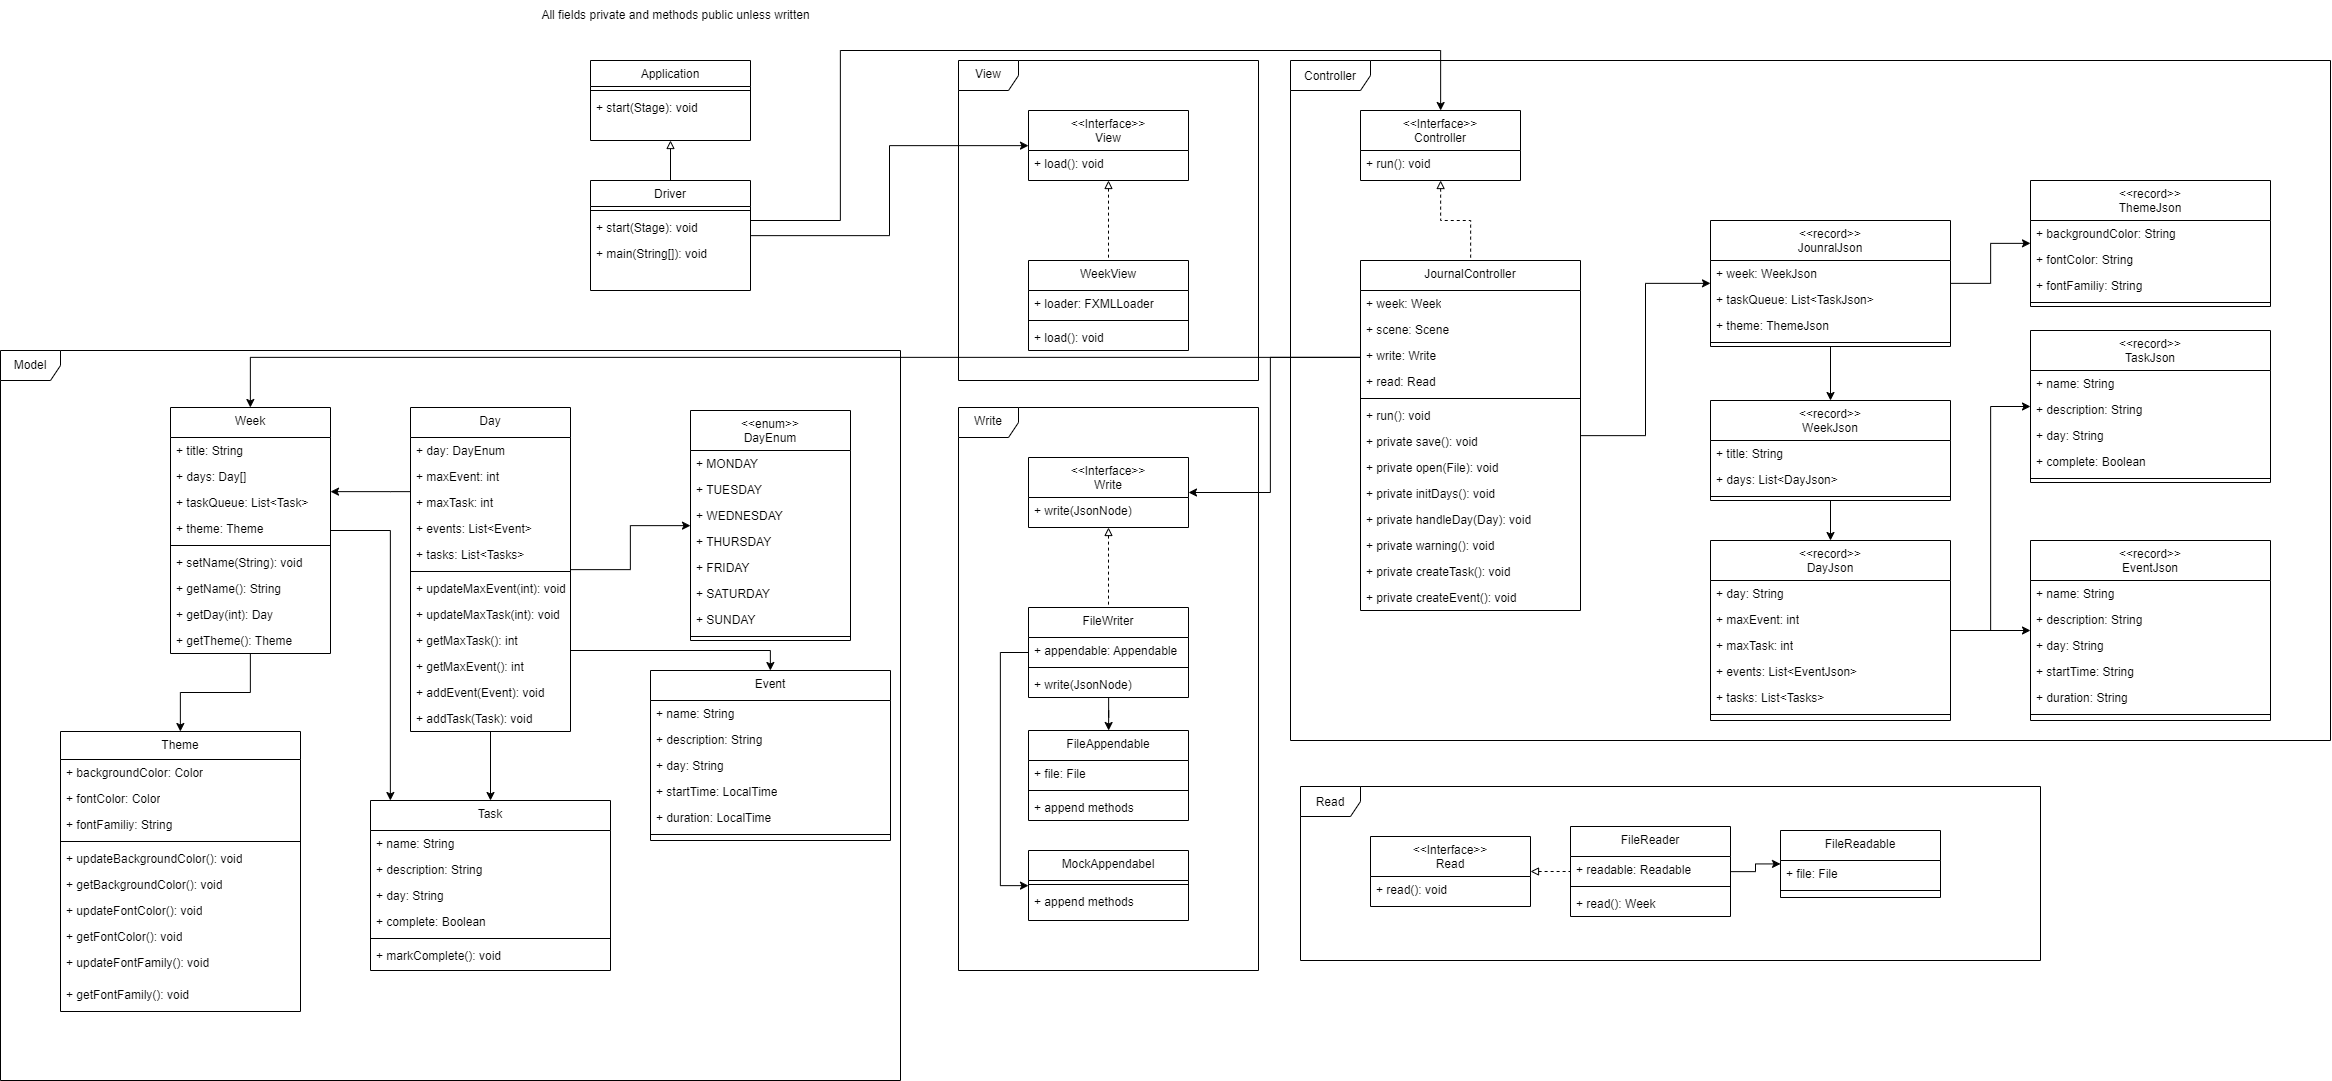 All fields private and methods public unless written
Application
+ start(Stage): void
Driver
+ start(Stage): void
+ main(String[]): void
View
<<Interface>>
View
+ load(): void
WeekView
+ loader: FXMLLoader
+ load(): void
Controller
<<Interface>>
Controller
+ run(): void
JournalController
+ week: Week
+ scene: Scene
+ write: Write
+ read: Read
+ run(): void
+ private save(): void
+ private open(File): void
+ private initDays(): void
+ private handleDay(Day): void
+ private warning(): void
+ private createTask(): void
+ private createEvent(): void
<<record>>
JounralJson
+ week: WeekJson
+ taskQueue: List<TaskJson>
+ theme: ThemeJson
<<record>>
WeekJson
+ title: String
+ days: List<DayJson>
<<record>>
DayJson
+ day: String
+ maxEvent: int
+ maxTask: int
+ events: List<EventJson>
+ tasks: List<Tasks>
<<record>>
ThemeJson
+ backgroundColor: String
+ fontColor: String
+ fontFamiliy: String
<<record>>
TaskJson
+ name: String
+ description: String
+ day: String
+ complete: Boolean
<<record>>
EventJson
+ name: String
+ description: String
+ day: String
+ startTime: String
+ duration: String
Model
Week
+ title: String
+ days: Day[]
+ taskQueue: List<Task>
+ theme: Theme
+ setName(String): void
+ getName(): String
+ getDay(int): Day
+ getTheme(): Theme
Day
+ day: DayEnum
+ maxEvent: int
+ maxTask: int
+ events: List<Event>
+ tasks: List<Tasks>
+ updateMaxEvent(int): void
+ updateMaxTask(int): void
+ getMaxTask(): int
+ getMaxEvent(): int
+ addEvent(Event): void
+ addTask(Task): void
<<enum>>
DayEnum
+ MONDAY
+ TUESDAY
+ WEDNESDAY
+ THURSDAY
+ FRIDAY
+ SATURDAY
+ SUNDAY
Event
+ name: String
+ description: String
+ day: String
+ startTime: LocalTime
+ duration: LocalTime
Theme
+ backgroundColor: Color
+ fontColor: Color
+ fontFamiliy: String
+ updateBackgroundColor(): void
+ getBackgroundColor(): void
+ updateFontColor(): void
+ getFontColor(): void
+ updateFontFamily(): void
+ getFontFamily(): void
Task
+ name: String
+ description: String
+ day: String
+ complete: Boolean
+ markComplete(): void
Write
<<Interface>>
Write
+ write(JsonNode)
FileWriter
+ appendable: Appendable
+ write(JsonNode)
FileAppendable
+ file: File
+ append methods
MockAppendabel
+ append methods
Read
<<Interface>>
Read
+ read(): void
FileReader
+ readable: Readable
+ read(): Week
FileReadable
+ file: File